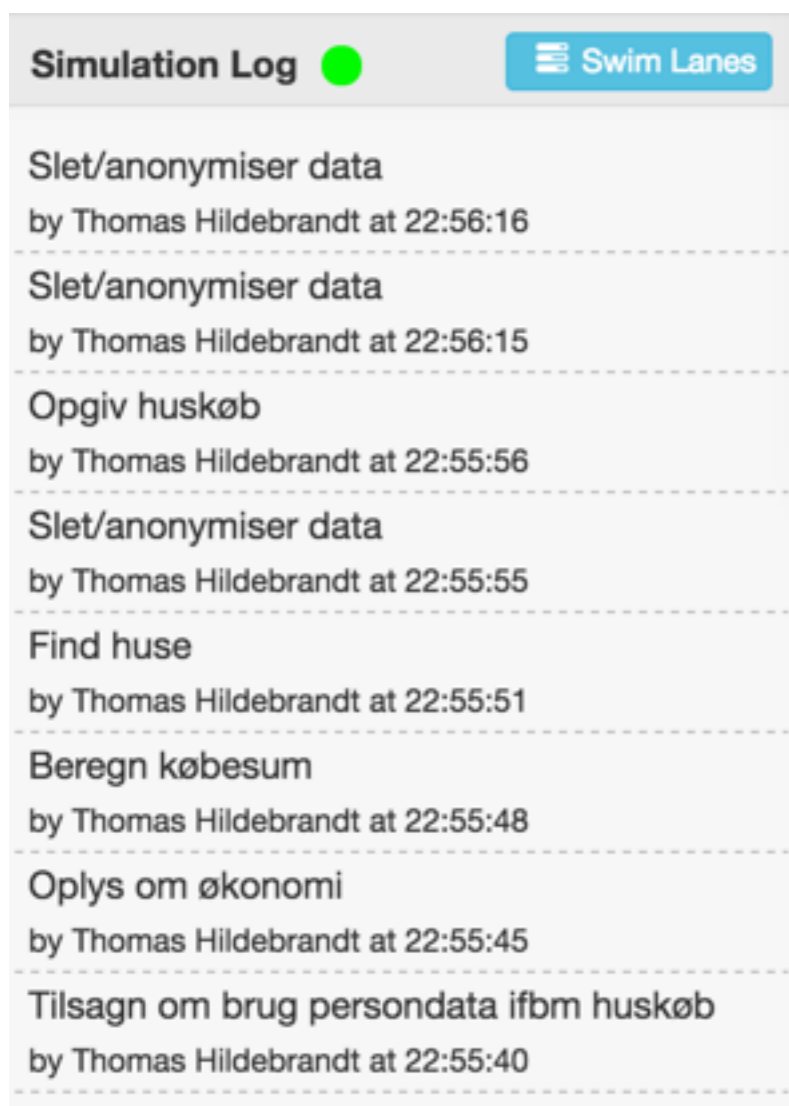 Simulation Log
Swim Lanes
Slet/anonymiser data
by Thomas Hildebrandt at 22:56:16
Slet/anonymiser data
by Thomas Hildebrandt at 22:56:15
Opgiv huskøb
by Thomas Hildebrandt at 22:55:56
Slet/anonymiser data
by Thomas Hildebrandt at 22:55:55
Find huse
by Thomas Hildebrandt at 22:55:51
Beregn købesum
by Thomas Hildebrandt at 22:55:48
Oplys om økonomi
by Thomas Hildebrandt at 22:55:45
Tilsagn om brug persondata ifbm huskøb
by Thomas Hildebrandt at 22:55:40